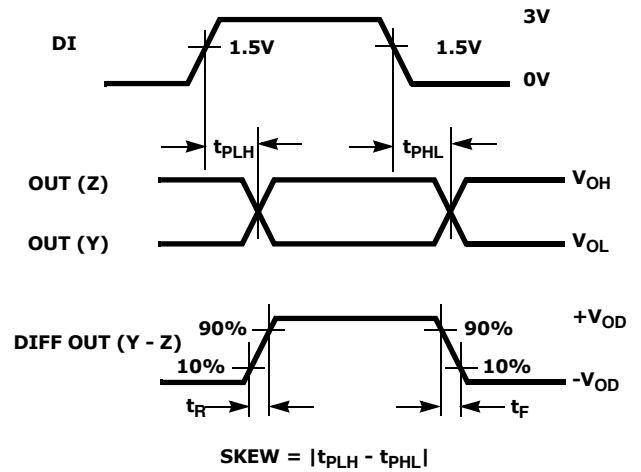 3V
DI
1.5V
1.5V
0V
tPLH
tPHL
OUT (Z)
VOH
OUT (Y)
VOL
+VOD
90%
90%
DIFF OUT (Y - Z)
10%
10%
-VOD
tR
tF
SKEW = |tPLH - tPHL|